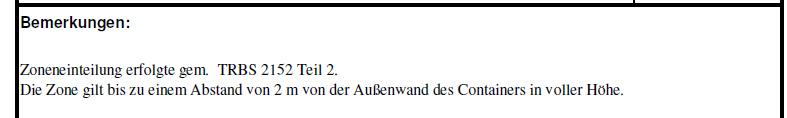 Bemerkungen:
Zoneneinteilung erfolgte gem.  TRBS 2152 Teil 2.
Die Zone gilt bis zu einem Abstand von 2 m von der Außenwand des Containers in voller Höhe.